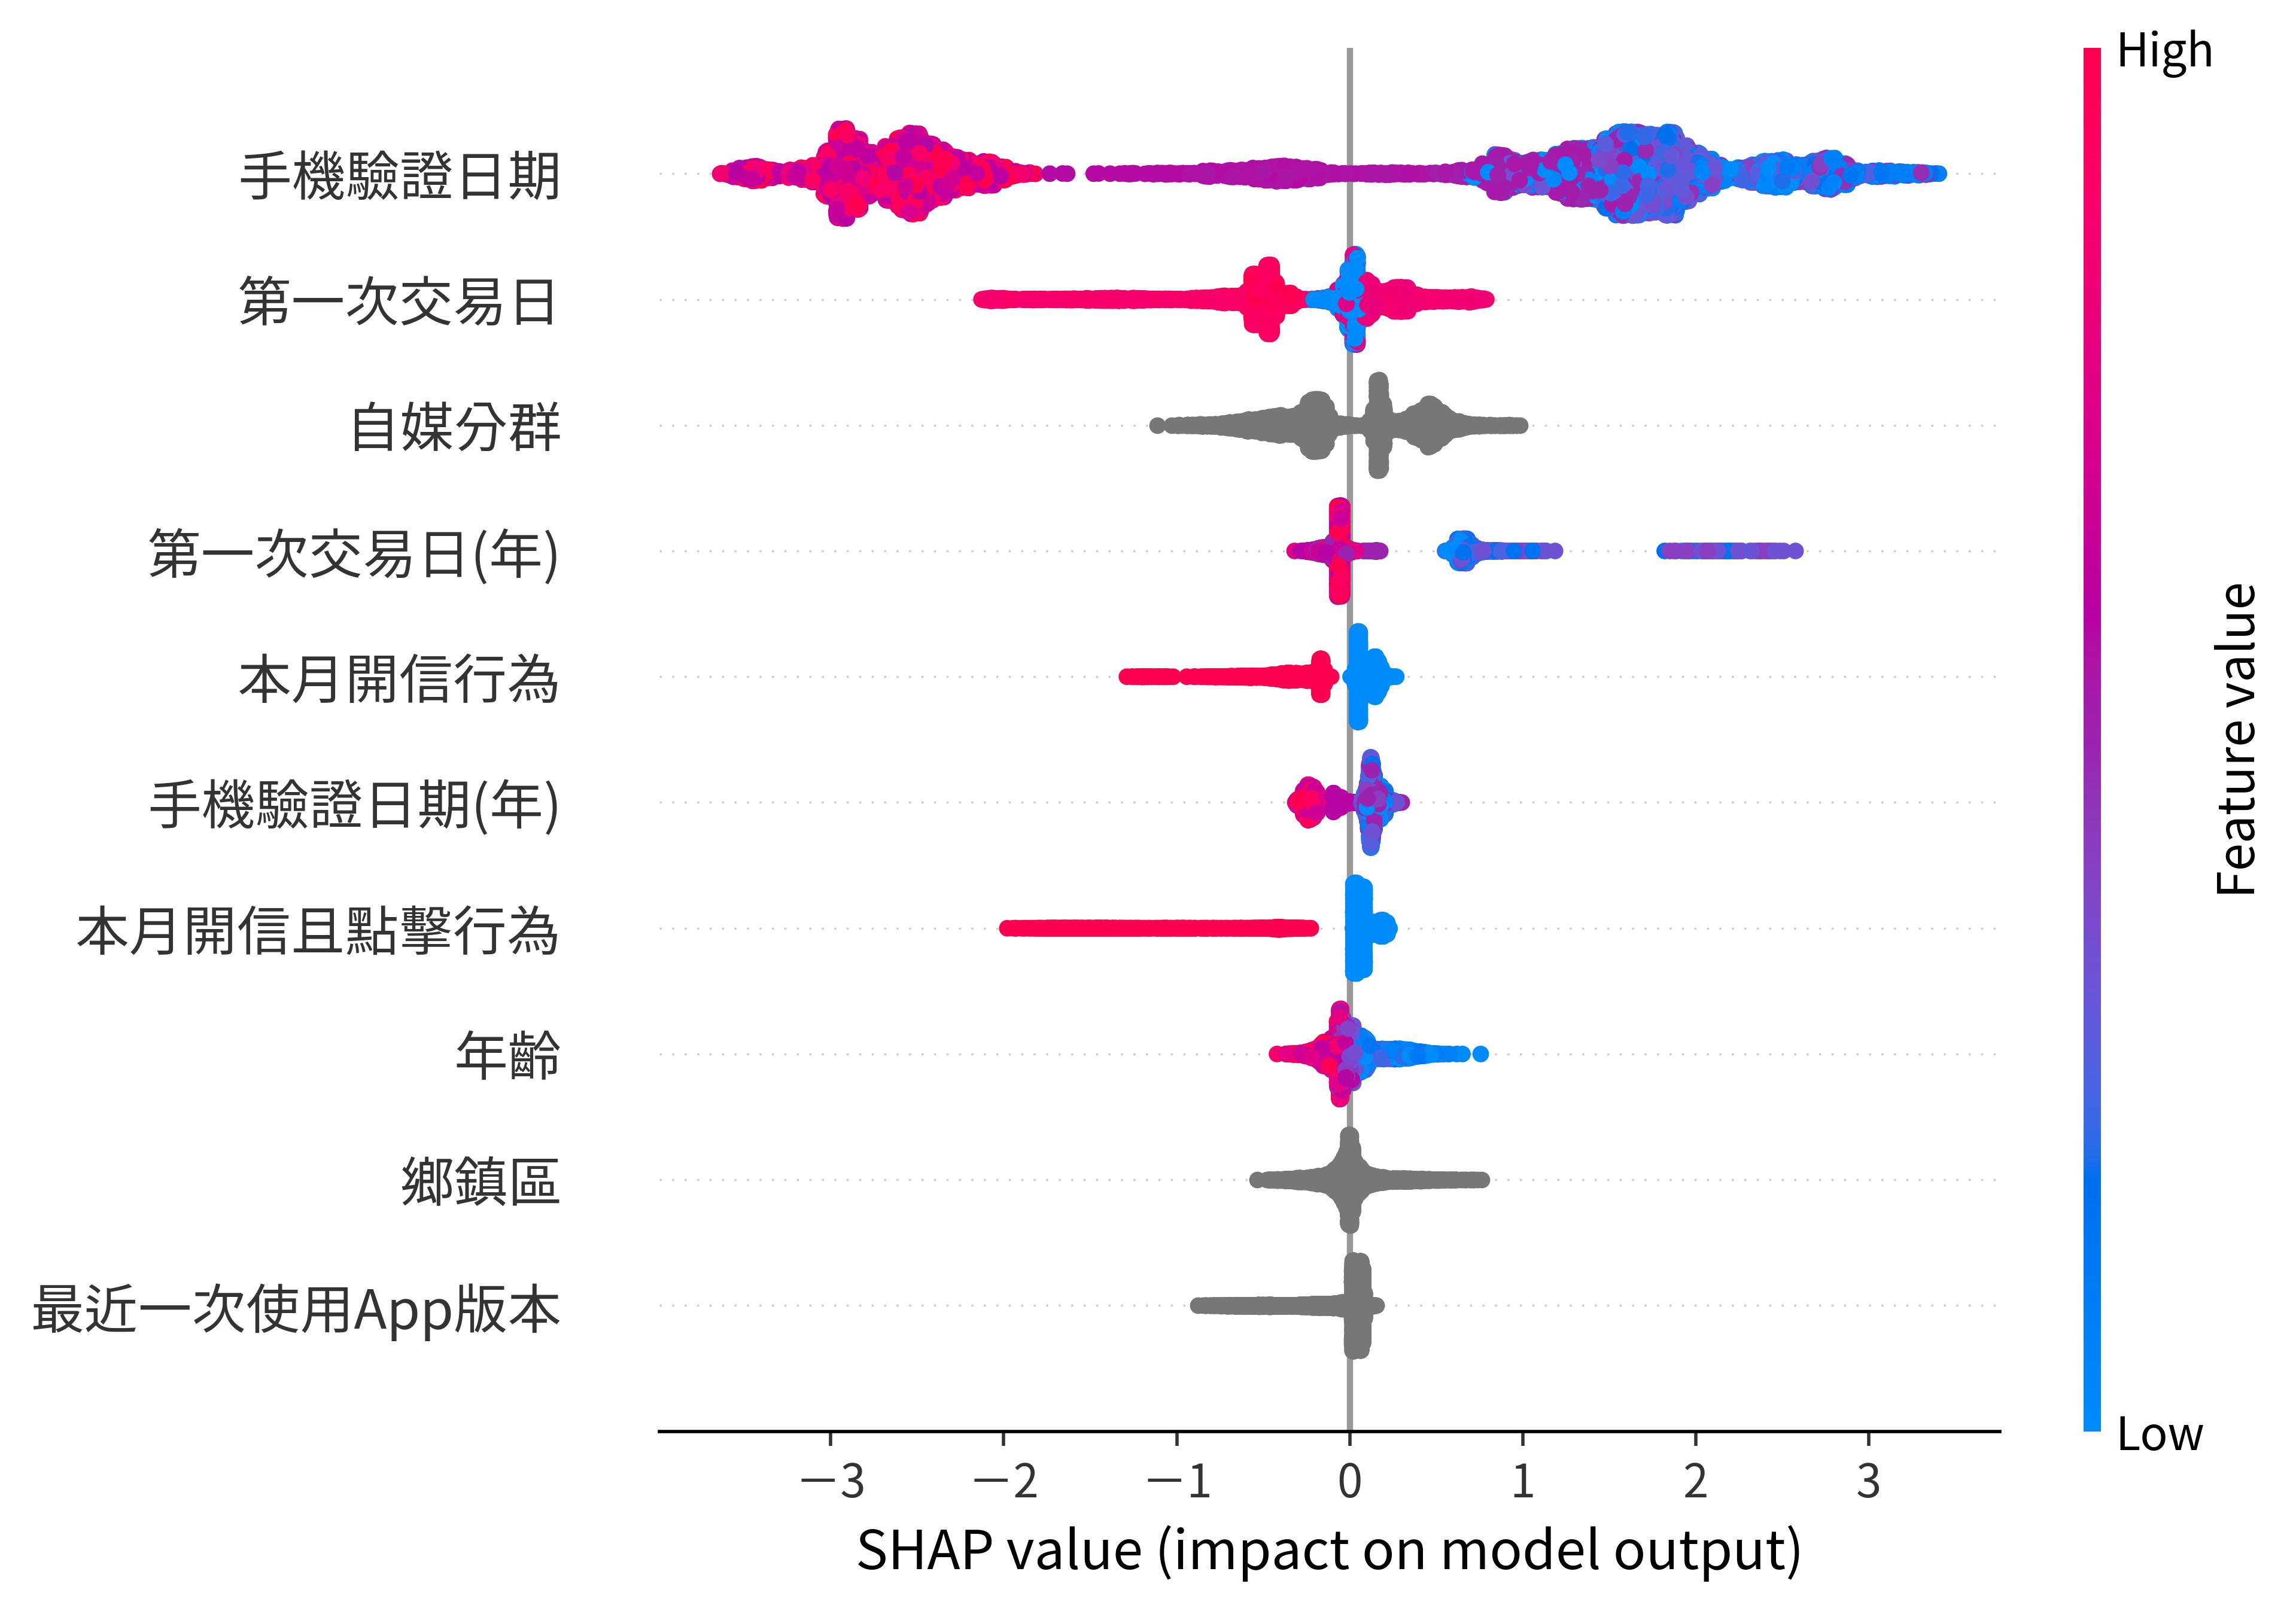 High
手機驗證日期
第一次交易日
自媒分群
第一次交易日(年)
本月開信行為
手機驗證日期(年)
本月開信且點擊行為
年齡
鄉鎮區
最近一次使用App版本
Feature value
Low
−3 −2 −1 0 1 2 3
SHAP value (impact on model output)